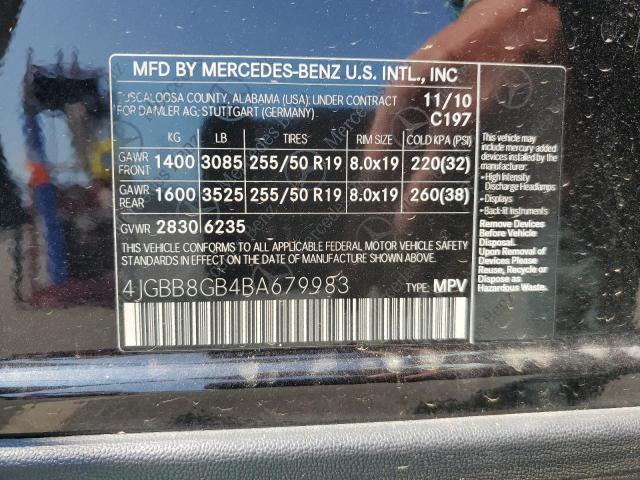 MFD BY MERCEDES-BENZ U.S. INTL., INC
TUSCALOOSA COUNTY, ALABAMA (USA) UNDER CONTRACT 11/10
FOR DAIMLER AG, STUTTGART (GERMANY) C197
KG LB TIRES RIM SIZE COLD KPA (PSI)
GAWR FRONT 1400 3085 255/50 R19 8.0x19 220(32)
GAWR REAR 1600 3525 255/50 R19 8.0x19 260(38)
GVWR 2830 6235
THIS VEHICLE CONFORMS TO ALL APPLICABLE FEDERAL MOTOR VEHICLE SAFETY
STANDARDS IN EFFECT ON THE DATE OF MANUFACTURE SHOWN ABOVE.
4JGBB8GB4BA679983 TYPE: MPV
This vehicle may
include mercury-added
devices installed by the
manufacturer:
- High Intensity
Discharge Headlamps
- Displays
- Back-lit Instruments
Remove Devices
Before Vehicle
Disposal.
Upon Removal of
Devices Please
Reuse, Recycle or
Dispose as
Hazardous Waste.